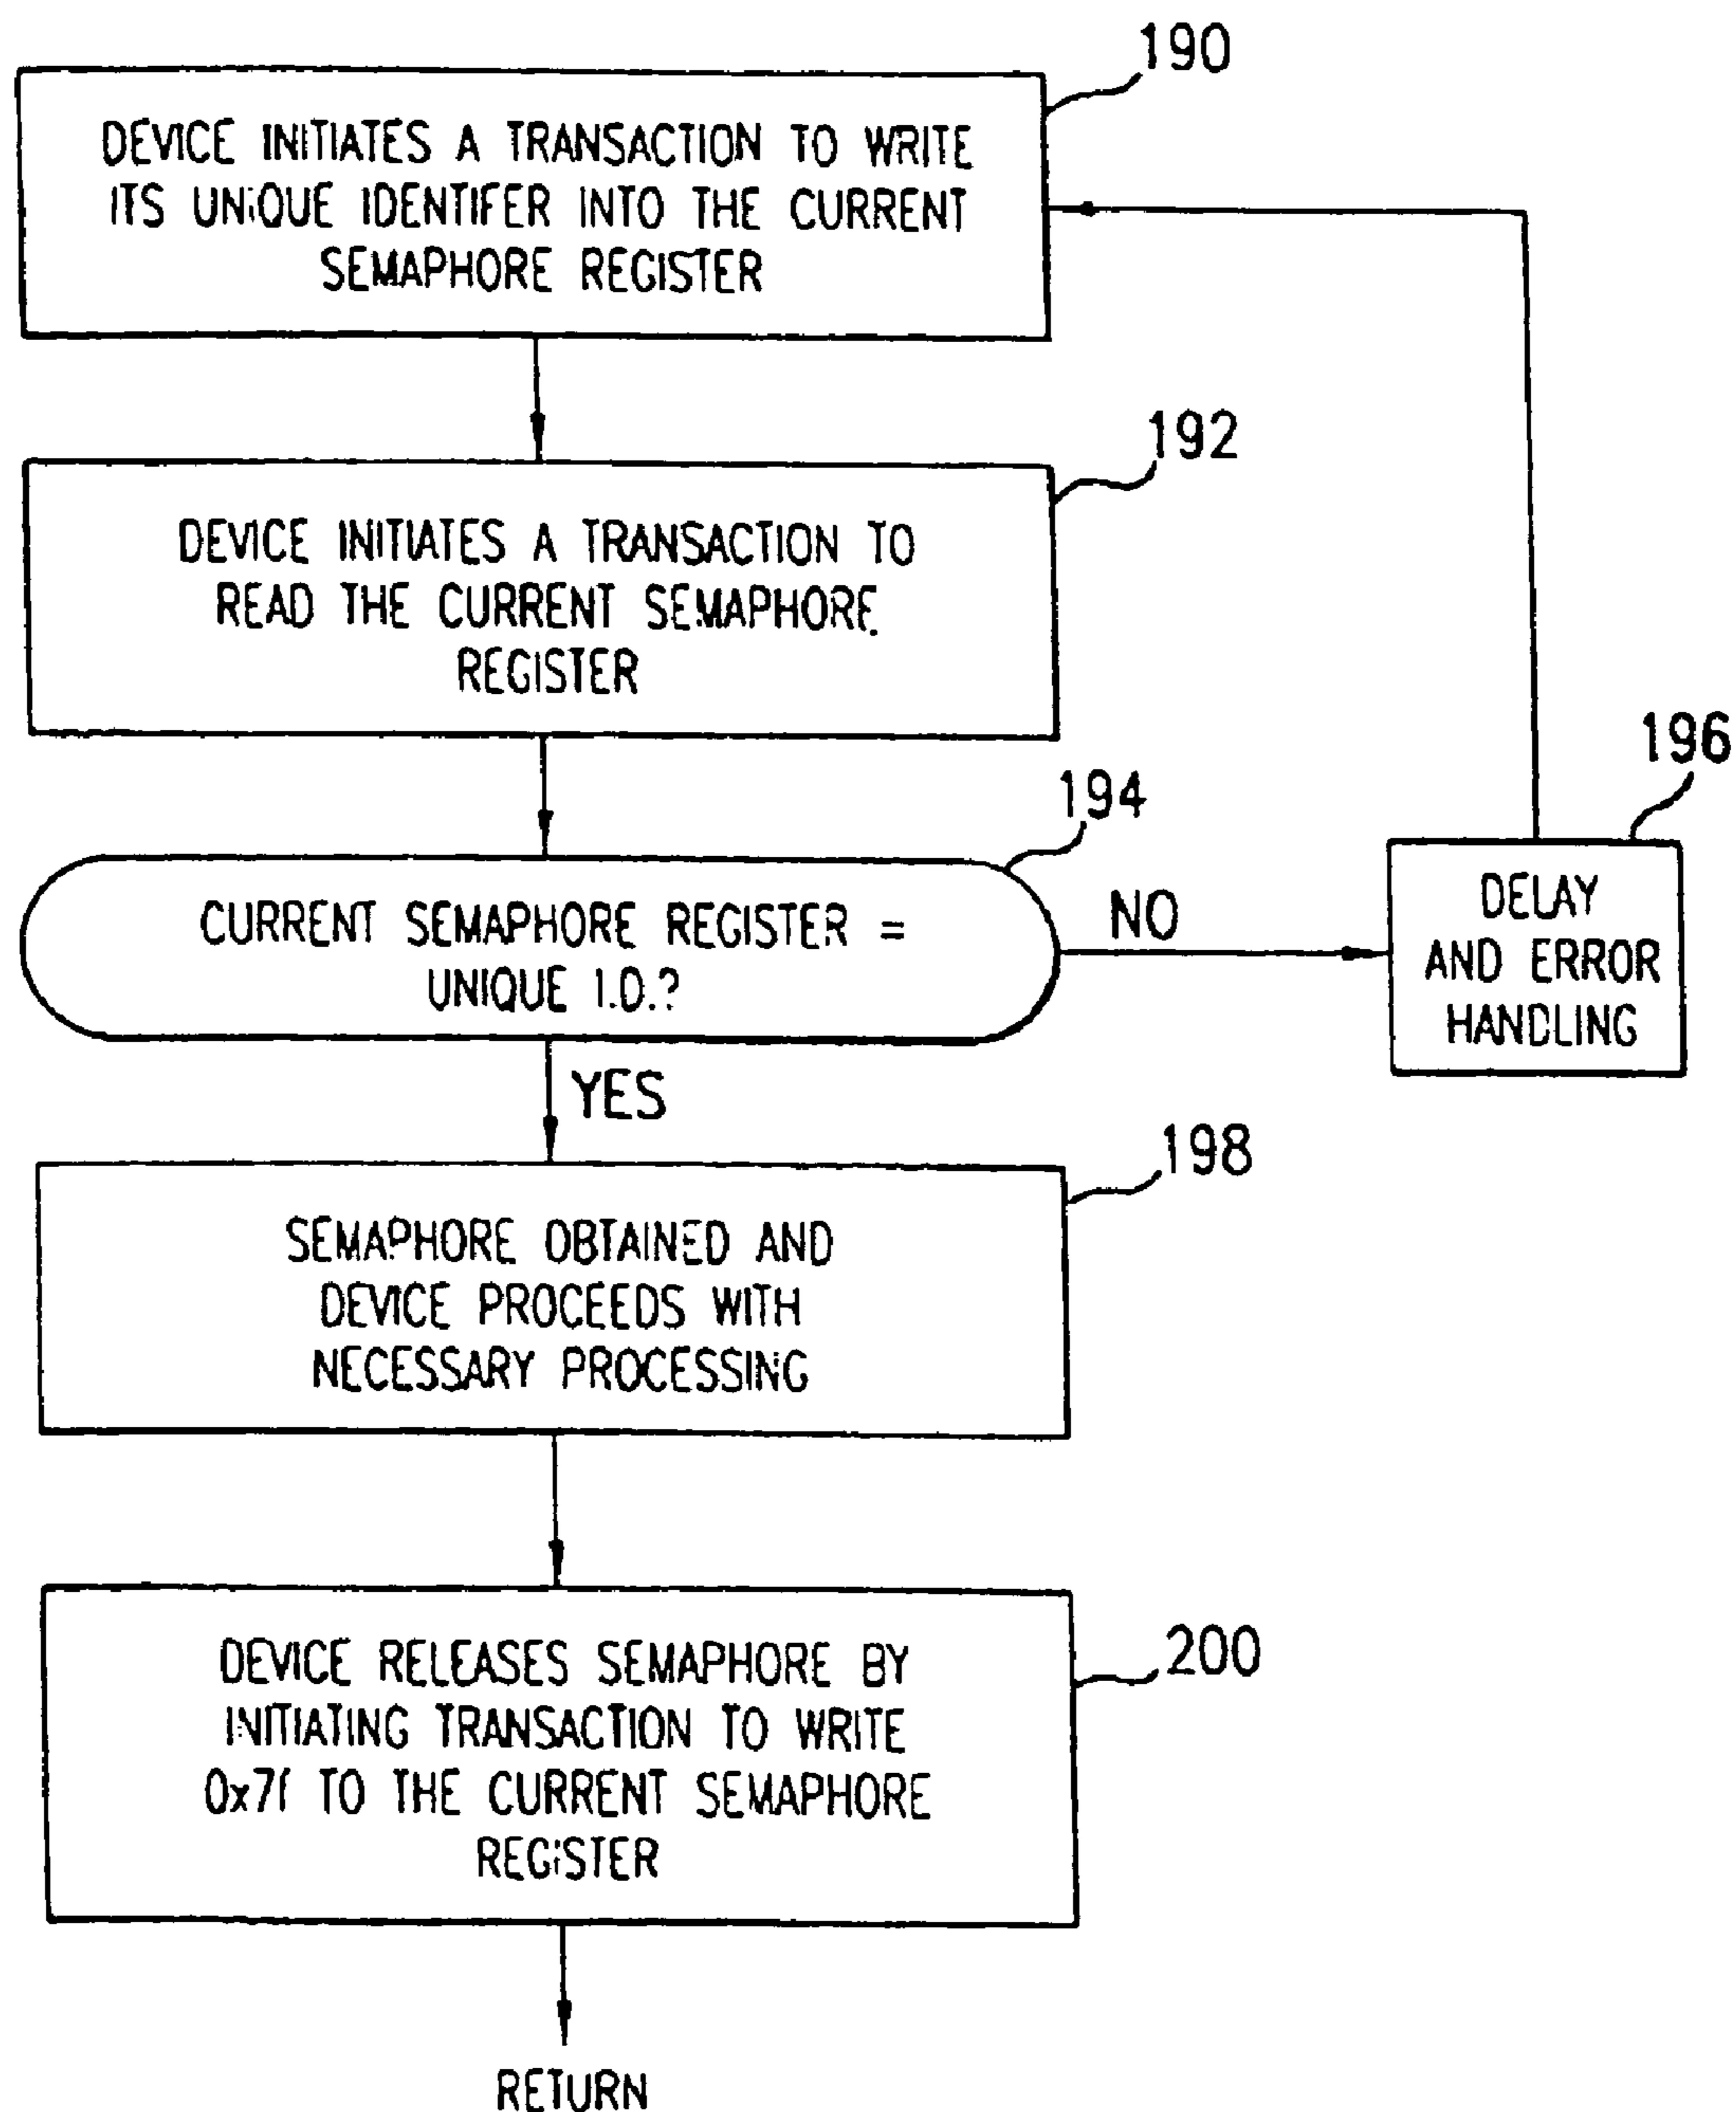 190
DEVICE INITIATES A TRANSACTION TO WRITE
ITS UNIQUE IDENTIFER INTO THE CURRENT
SEMAPHORE REGISTER
192
DEVICE INITIATES A TRANSACTION TO
READ THE CURRENT SEMAPHORE
REGISTER
194
CURRENT SEMAPHORE REGISTER =
UNIQUE I.D.?
NO
196
DELAY
AND ERROR
HANDLING
YES
198
SEMAPHORE OBTAINED AND
DEVICE PROCEEDS WITH
NECESSARY PROCESSING
200
DEVICE RELEASES SEMAPHORE BY
INITIATING TRANSACTION TO WRITE
0x7f TO THE CURRENT SEMAPHORE
REGISTER
RETURN